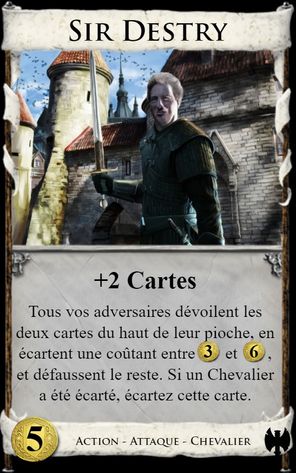 SIR DESTRY
+2 Cartes
Tous vos adversaires dévoilent les
deux cartes du haut de leur pioche, en
écartent une coûtant entre 3 et 6,
et défaussent le reste. Si un Chevalier
a été écarté, écartez cette carte.
5 ACTION - ATTAQUE - CHEVALIER